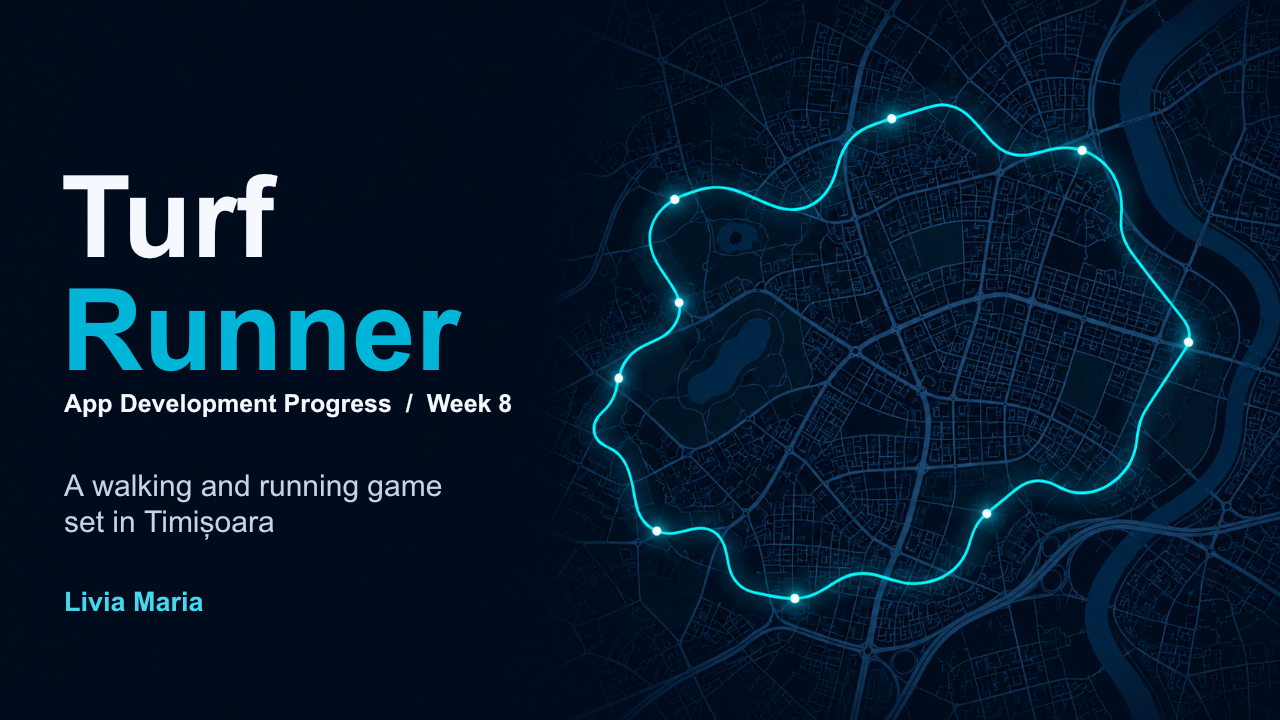 Turf
Runner
App Development Progress / Week 8
A walking and running game
set in Timișoara
Livia Maria